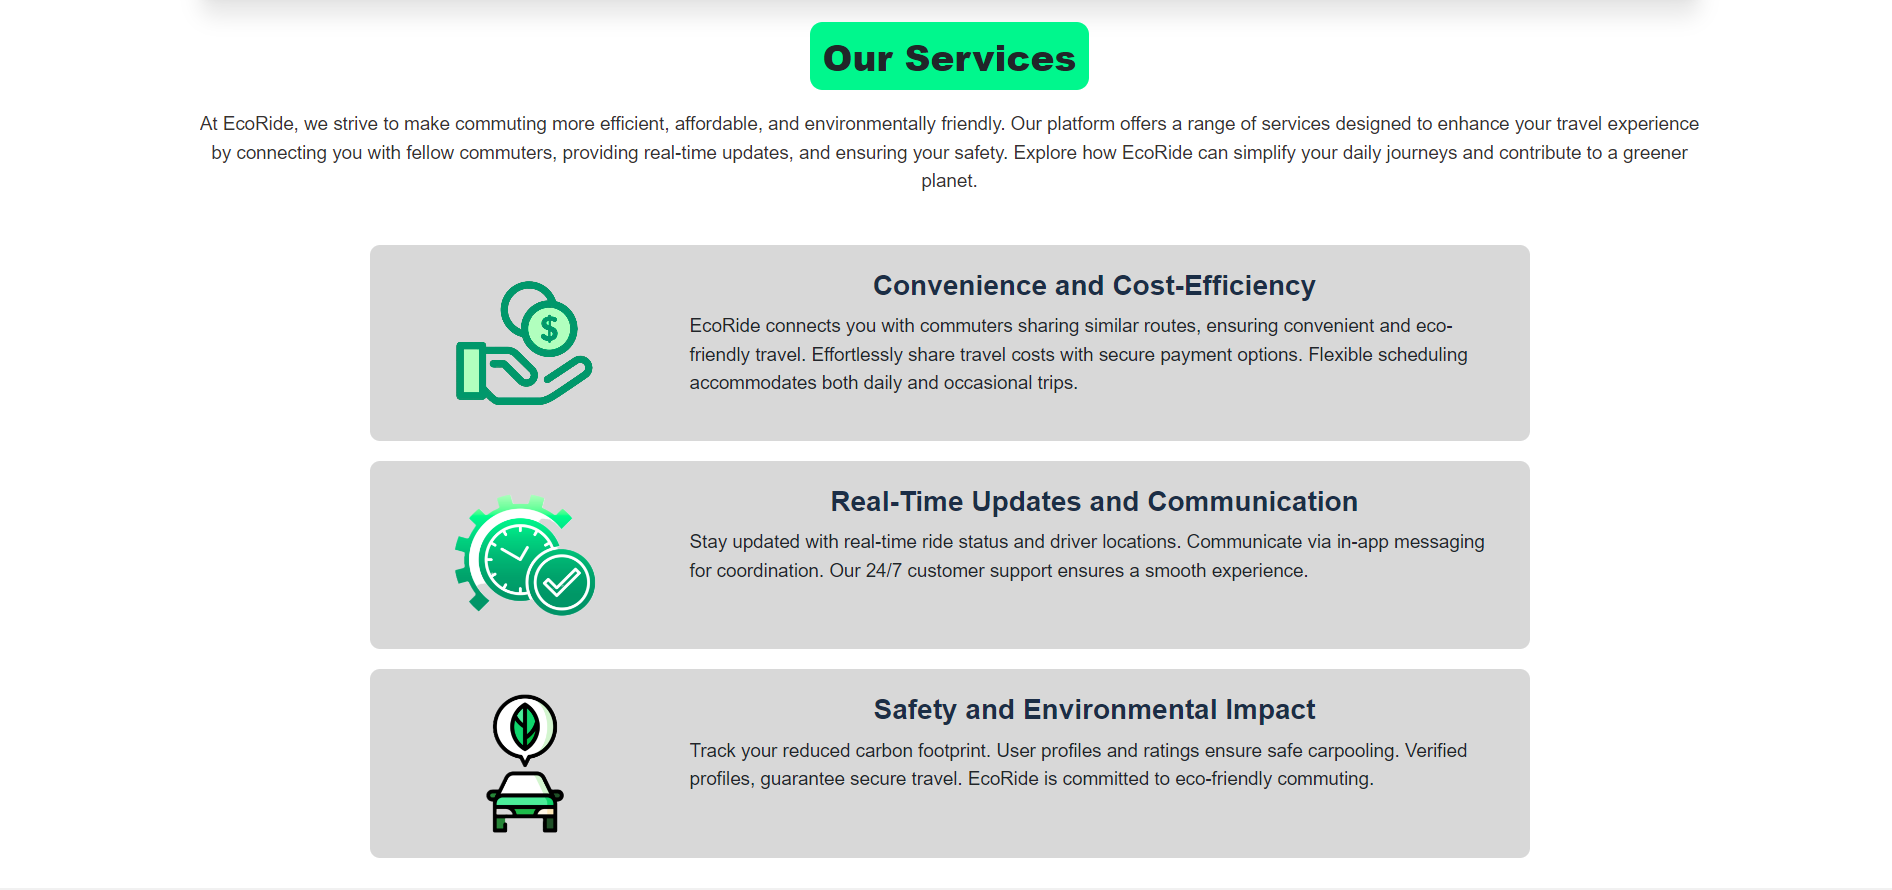 Our Services
At EcoRide, we strive to make commuting more efficient, affordable, and environmentally friendly. Our platform offers a range of services designed to enhance your travel experience
by connecting you with fellow commuters, providing real-time updates, and ensuring your safety. Explore how EcoRide can simplify your daily journeys and contribute to a greener
planet.
$
Convenience and Cost-Efficiency
EcoRide connects you with commuters sharing similar routes, ensuring convenient and eco-
friendly travel. Effortlessly share travel costs with secure payment options. Flexible scheduling
accommodates both daily and occasional trips.
Real-Time Updates and Communication
Stay updated with real-time ride status and driver locations. Communicate via in-app messaging
for coordination. Our 24/7 customer support ensures a smooth experience.
Safety and Environmental Impact
Track your reduced carbon footprint. User profiles and ratings ensure safe carpooling. Verified
profiles, guarantee secure travel. EcoRide is committed to eco-friendly commuting.